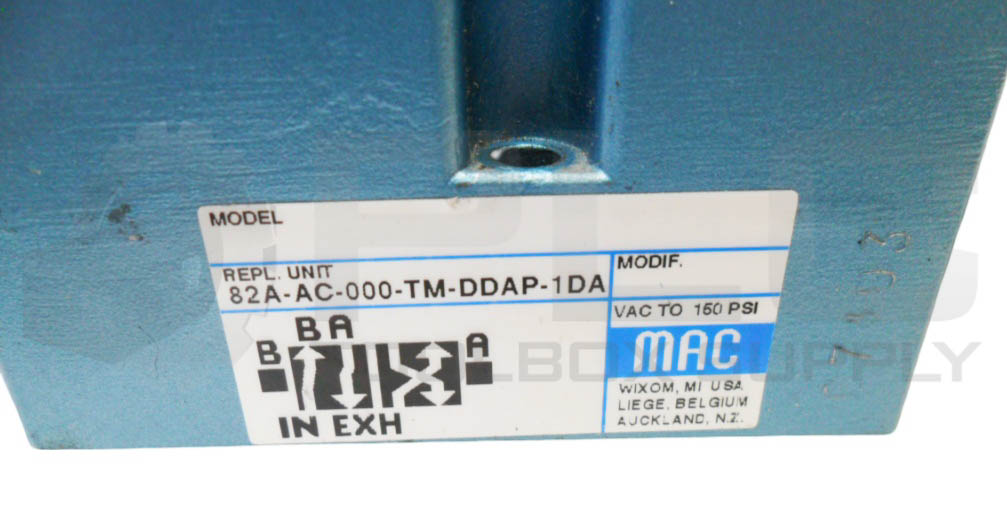 MODEL
REPL. UNIT
82A-AC-000-TM-DDAP-1DA
MODIF.
VAC TO 150 PSI
MAC
WIXOM, MI USA
LIEGE, BELGIUM
AUCKLAND, N.Z.
B A
B
A
IN EXH